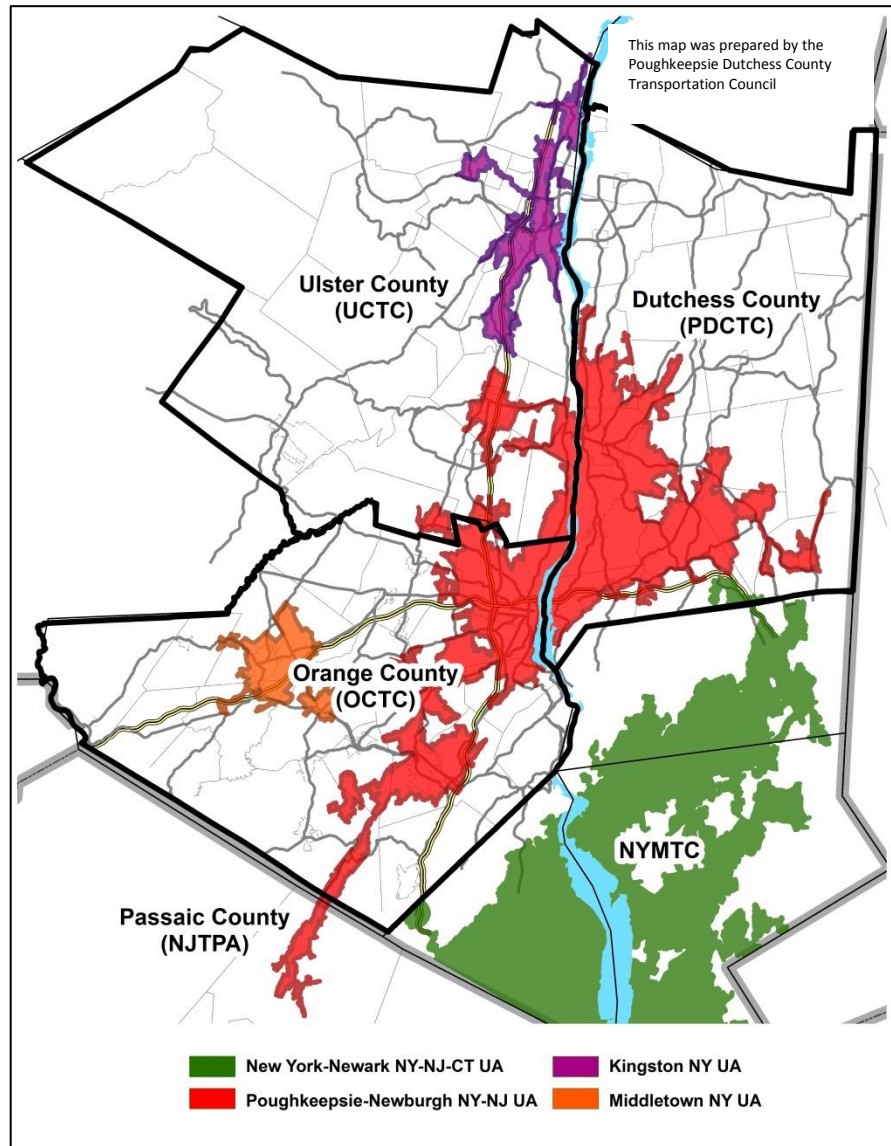 This map was prepared by the
Poughkeepsie Dutchess County
Transportation Council
Ulster County
(UCTC)
Dutchess County
(PDCTC)
Orange County
(OCTC)
NYMTC
Passaic County
(NJTPA)
New York-Newark NY-NJ-CT UA
Kingston NY UA
Poughkeepsie-Newburgh NY-NJ UA
Middletown NY UA